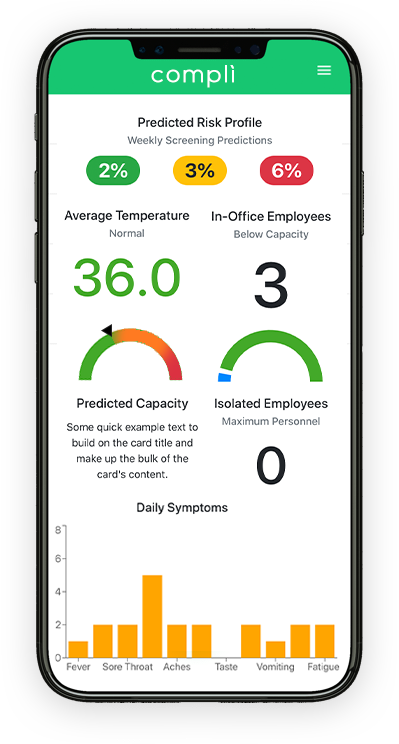 complì
Predicted Risk Profile
Weekly Screening Predictions
2% 3% 6%
Average Temperature
Normal
36.0
In-Office Employees
Below Capacity
3
Predicted Capacity
Some quick example text to
build on the card title and
make up the bulk of the
card's content.
Isolated Employees
Maximum Personnel
0
Daily Symptoms
8
6
4
2
0
Fever Sore Throat Aches Taste Vomiting Fatigue